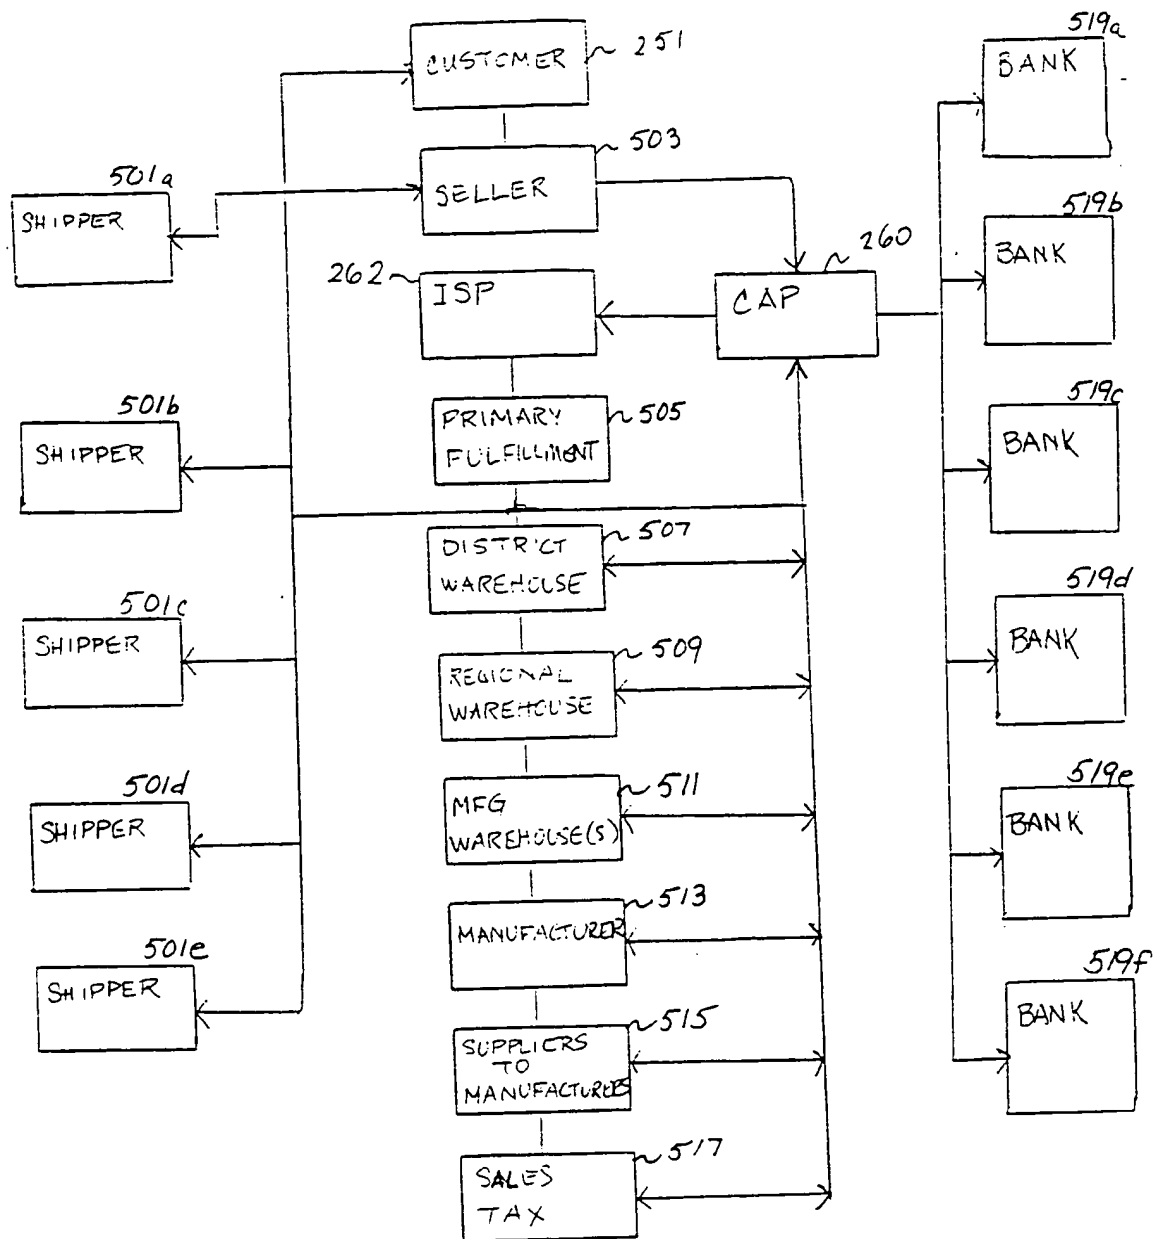 CUSTOMER
251
SELLER
503
501a
SHIPPER
262
ISP
CAP
260
PRIMARY
FULFILLMENT
505
501b
SHIPPER
DISTRICT
WAREHOUSE
507
501c
SHIPPER
REGIONAL
WAREHOUSE
509
501d
SHIPPER
MFG
WAREHOUSE(S)
511
501e
SHIPPER
MANUFACTURER
513
SUPPLIERS
TO
MANUFACTURERS
515
SALES
TAX
517
519a
BANK
519b
BANK
519c
BANK
519d
BANK
519e
BANK
519f
BANK